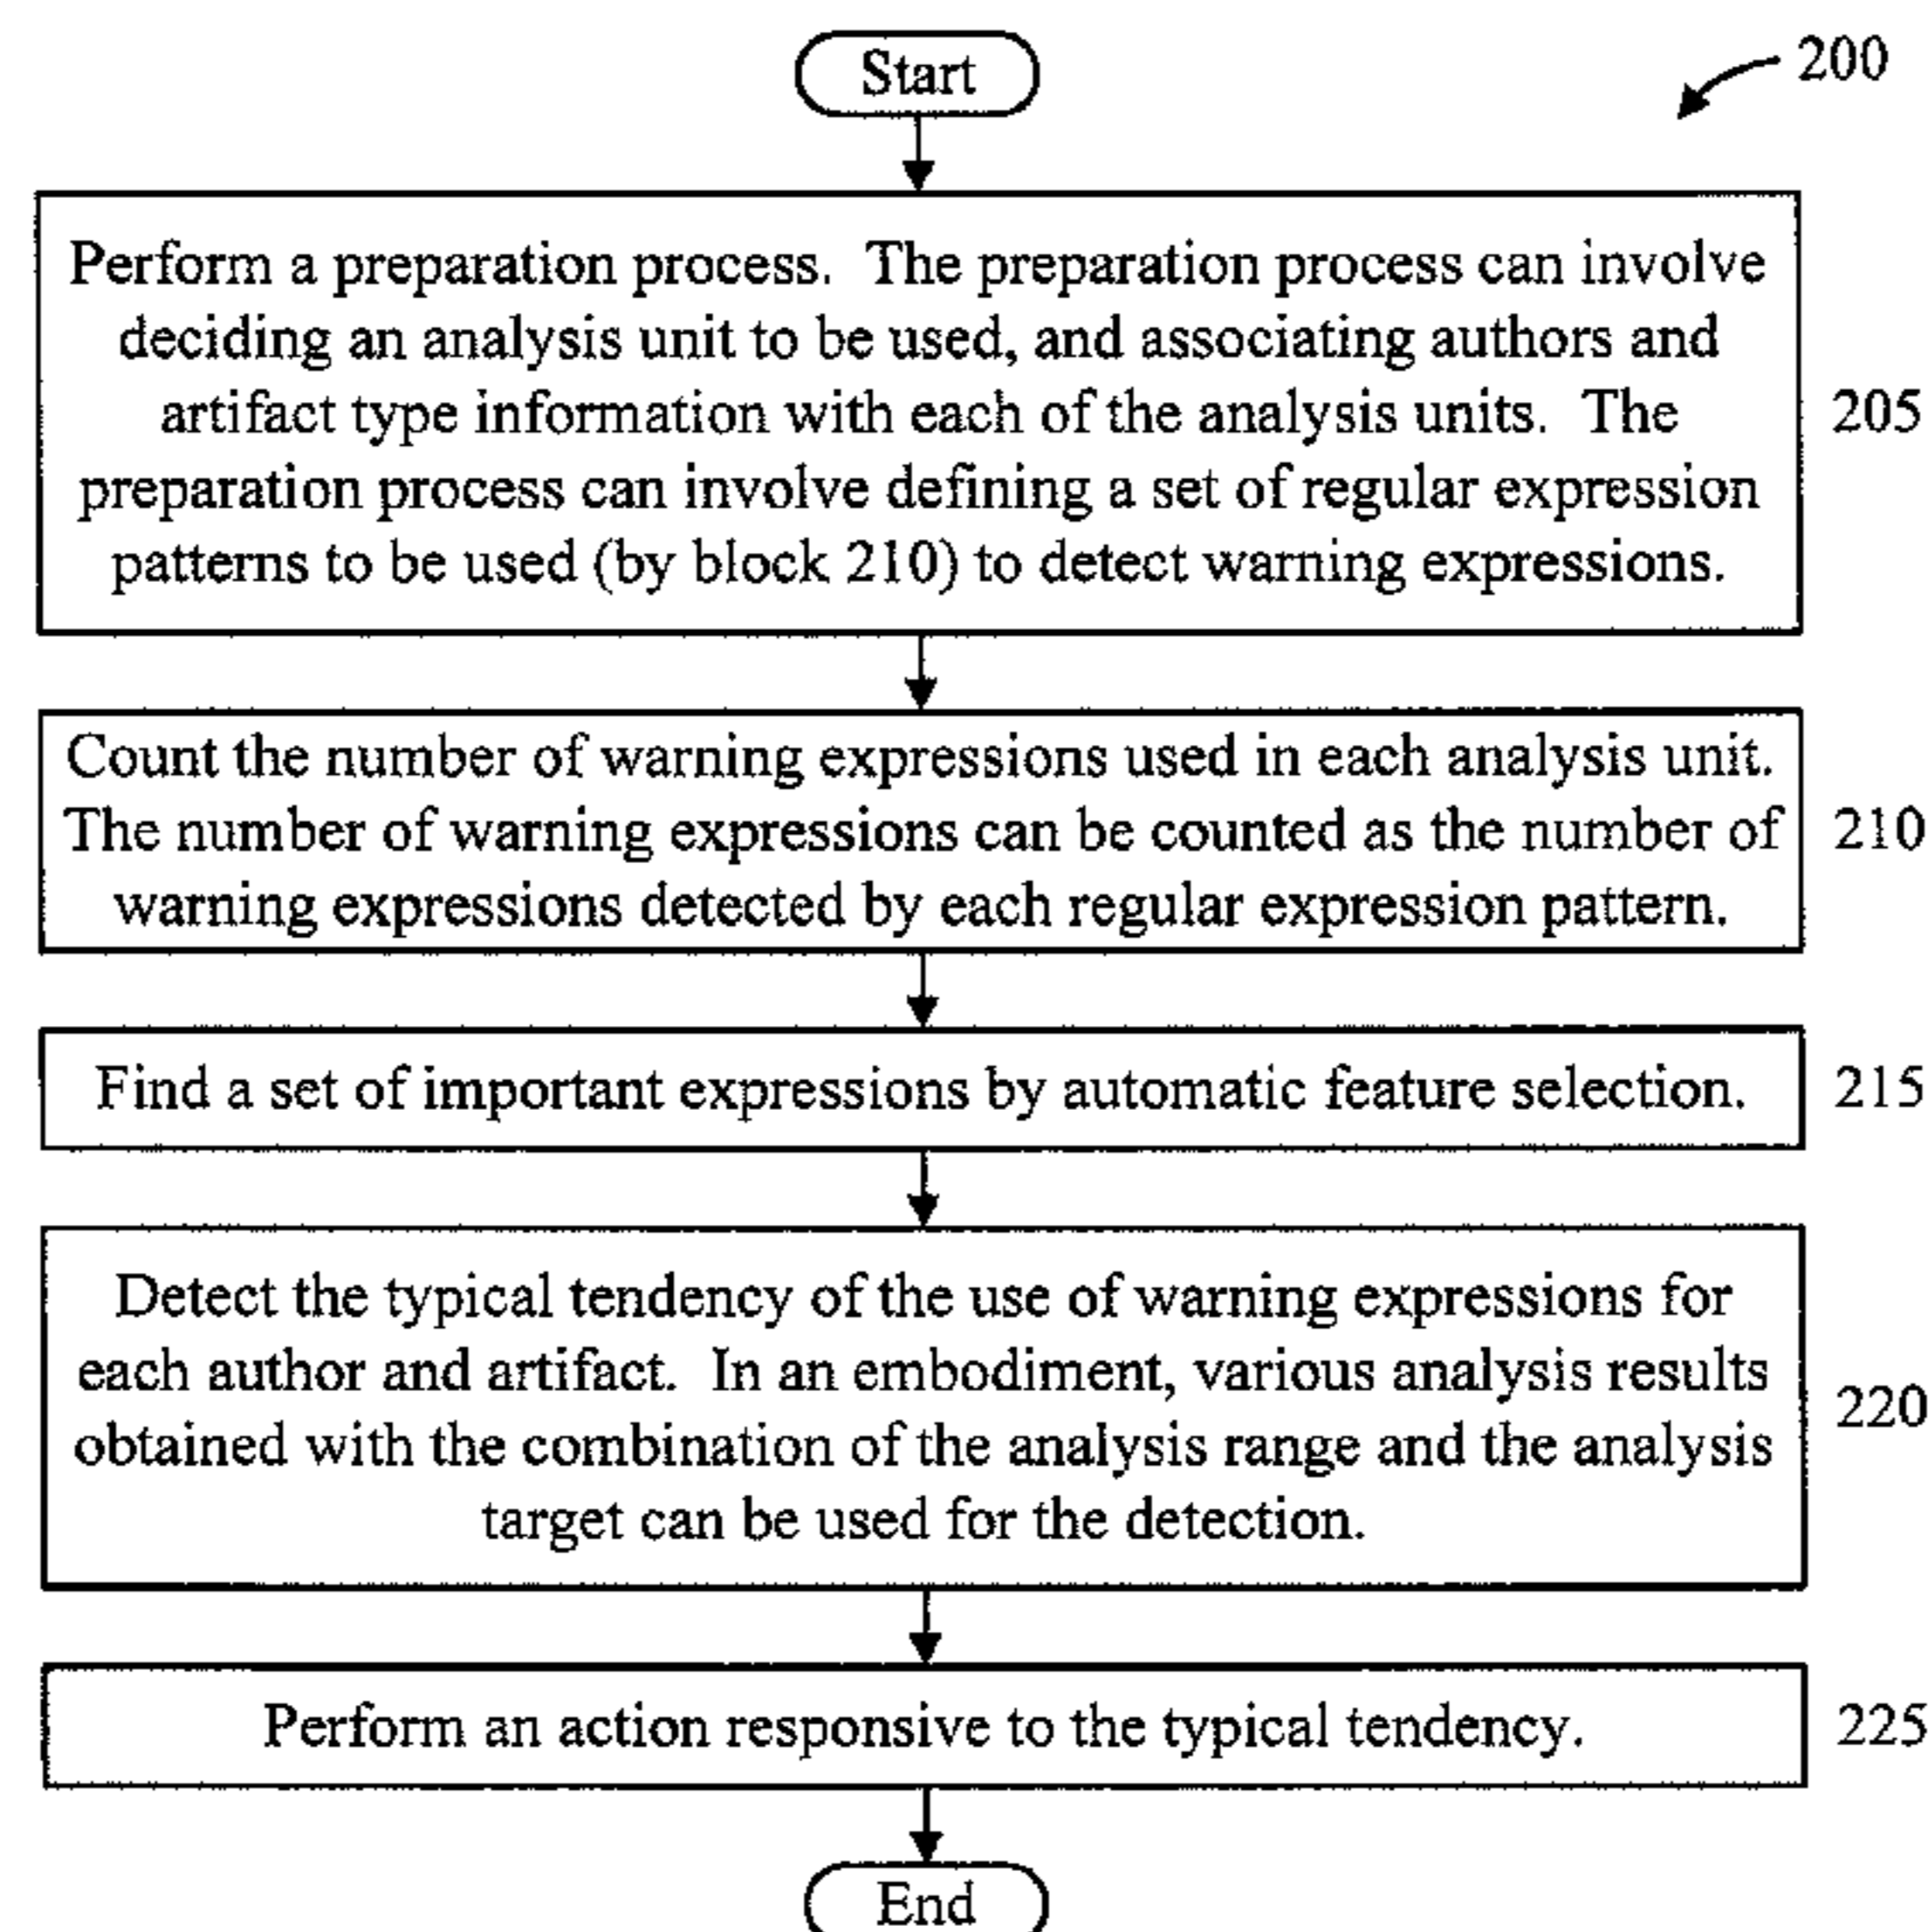 Start
200
Perform a preparation process. The preparation process can involve
deciding an analysis unit to be used, and associating authors and
artifact type information with each of the analysis units. The
preparation process can involve defining a set of regular expression
patterns to be used (by block 210) to detect warning expressions.
205
Count the number of warning expressions used in each analysis unit.
The number of warning expressions can be counted as the number of
warning expressions detected by each regular expression pattern.
210
Find a set of important expressions by automatic feature selection.
215
Detect the typical tendency of the use of warning expressions for
each author and artifact. In an embodiment, various analysis results
obtained with the combination of the analysis range and the analysis
target can be used for the detection.
220
Perform an action responsive to the typical tendency.
225
End